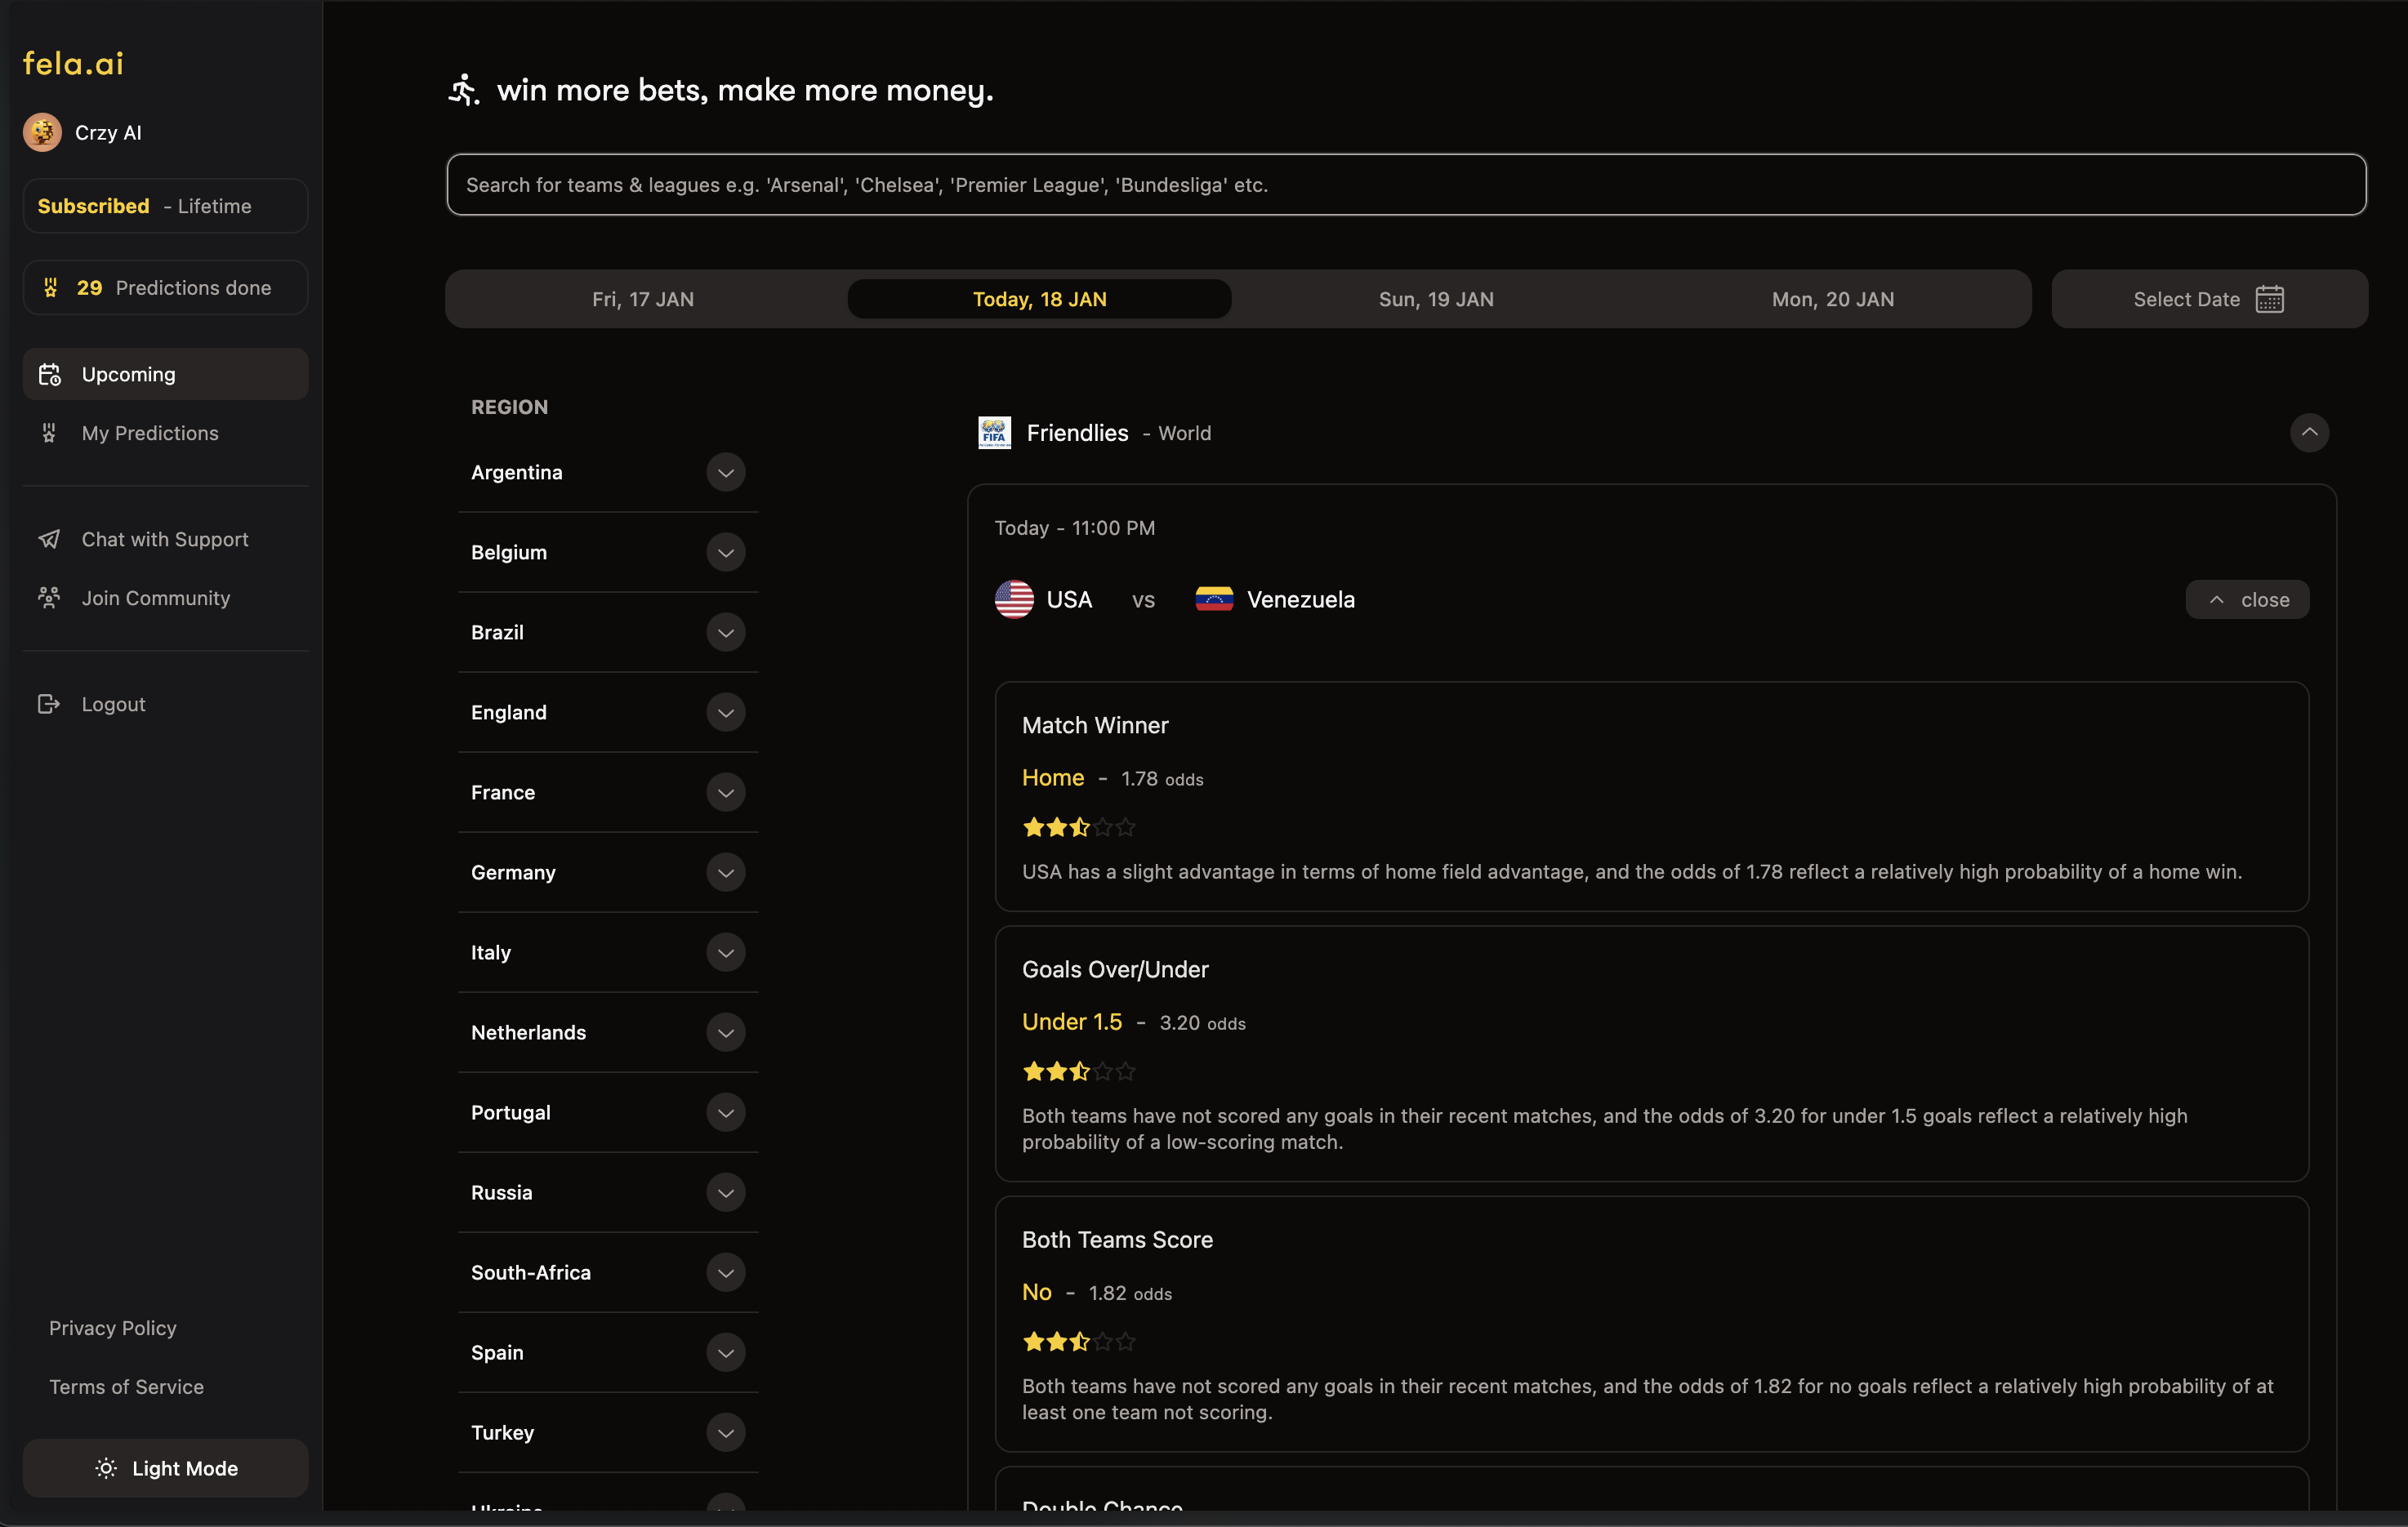 fela.ai
Crzy AI
Subscribed - Lifetime
29 Predictions done
Upcoming
My Predictions
Chat with Support
Join Community
Logout
Privacy Policy
Terms of Service
Light Mode
win more bets, make more money.
Search for teams & leagues e.g. 'Arsenal', 'Chelsea', 'Premier League', 'Bundesliga' etc.
Fri, 17 JAN
Today, 18 JAN
Sun, 19 JAN
Mon, 20 JAN
Select Date
REGION
Argentina
Belgium
Brazil
England
France
Germany
Italy
Netherlands
Portugal
Russia
South-Africa
Spain
Turkey
Ukraine
FIFA
Friendlies - World
Today - 11:00 PM
USA vs Venezuela
close
Match Winner
Home - 1.78 odds
USA has a slight advantage in terms of home field advantage, and the odds of 1.78 reflect a relatively high probability of a home win.
Goals Over/Under
Under 1.5 - 3.20 odds
Both teams have not scored any goals in their recent matches, and the odds of 3.20 for under 1.5 goals reflect a relatively high
probability of a low-scoring match.
Both Teams Score
No - 1.82 odds
Both teams have not scored any goals in their recent matches, and the odds of 1.82 for no goals reflect a relatively high probability of at
least one team not scoring.
Double Chance